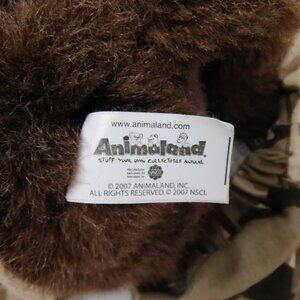 www.animaland.com
Animaland
STUFF YOUR OWN COLLECTIBLE ANIMAL
© 2007 ANIMALAND, INC.
ALL RIGHTS RESERVED. © 2007 NSCI.